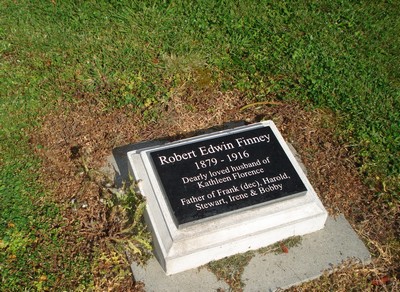 Robert Edwin Finney
1879 - 1916
Dearly loved husband of
Kathleen Florence
Father of Frank (dec), Harold,
Stewart, Irene & Bobby